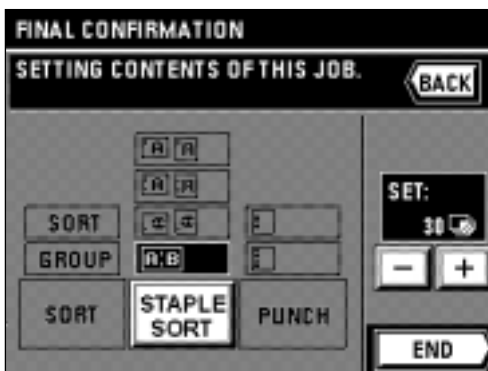 FINAL CONFIRMATION
SETTING CONTENTS OF THIS JOB.
BACK
A A
A A
SORT
A A
GROUP
A B
SET:
30
SORT
STAPLE
SORT
PUNCH
- +
END